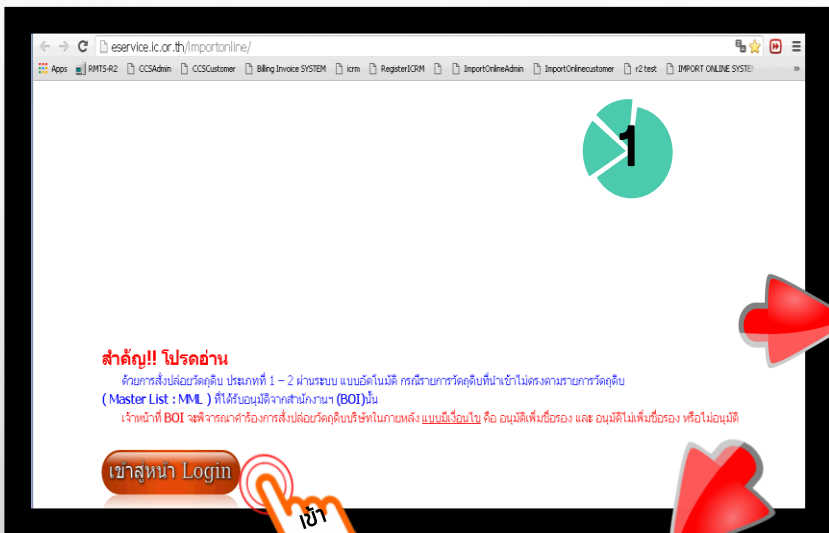 eservice.ic.or.th/importonline/
Apps RMTS-R2 CCSAdmin CCSCustomer Billing Invoice SYSTEM icrm RegisterICRM ImportOnlineAdmin ImportOnlinecustomer r2 test IMPORT ONLINE SYSTE
1
สำคัญ!! โปรดอ่าน
ด้วยการสั่งปล่อยวัตถุดิบ ประเภทที่ 1 – 2 ผ่านระบบ แบบอัตโนมัติ กรณีรายการวัตถุดิบที่นำเข้าไม่ตรงตามรายการวัตถุดิบ
( Master List : MML ) ที่ได้รับอนุมัติจากสำนักงานฯ (BOI)นั้น
เจ้าหน้าที่ BOI จะพิจารณาคำร้องการสั่งปล่อยวัตถุดิบบริษัทในภายหลัง แบบมีเงื่อนไข คือ อนุมัติเพิ่มชื่อรอง และ อนุมัติไม่เพิ่มชื่อรอง หรือไม่อนุมัติ
เข้าสู่หน้า Login
เข้า